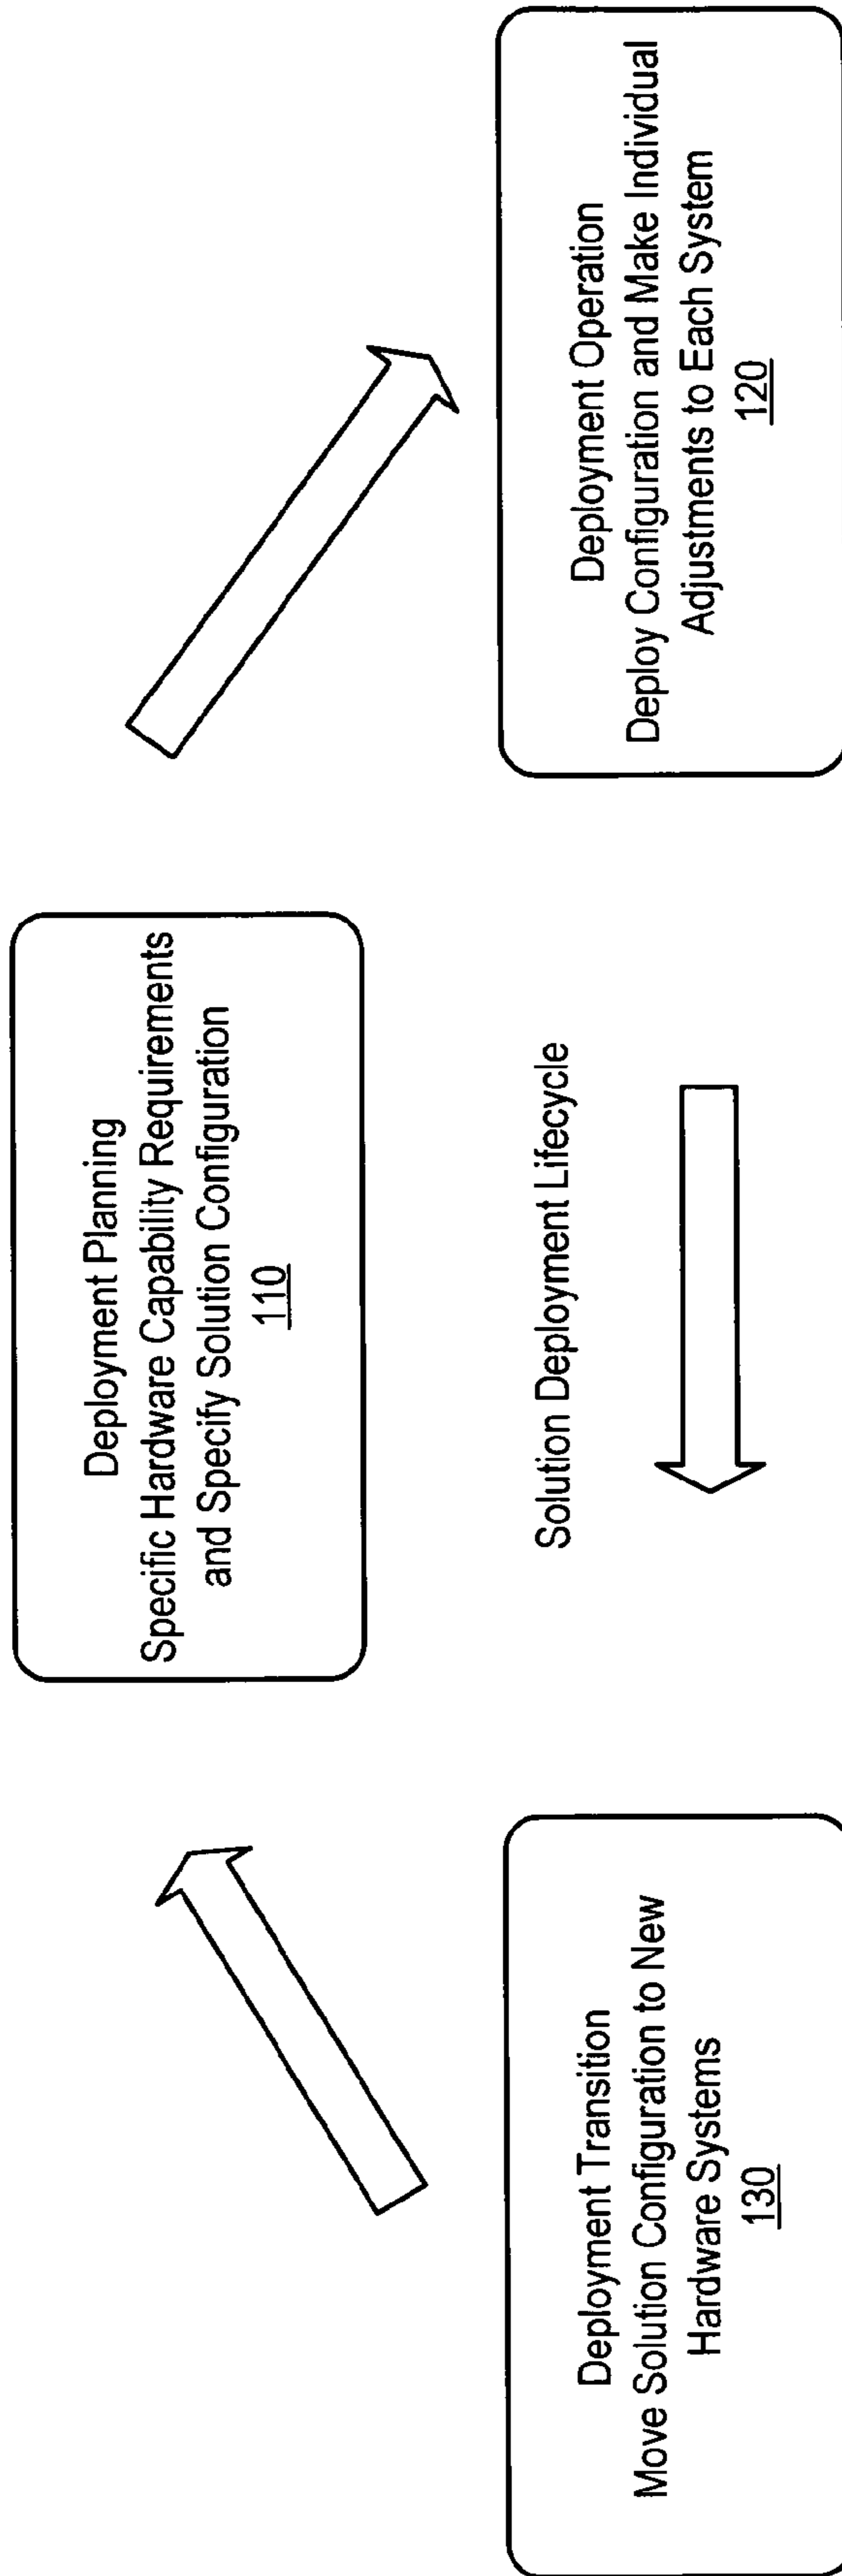 Deployment Planning
Specific Hardware Capability Requirements
and Specify Solution Configuration
110
Deployment Operation
Deploy Configuration and Make Individual
Adjustments to Each System
120
Solution Deployment Lifecycle
Deployment Transition
Move Solution Configuration to New
Hardware Systems
130